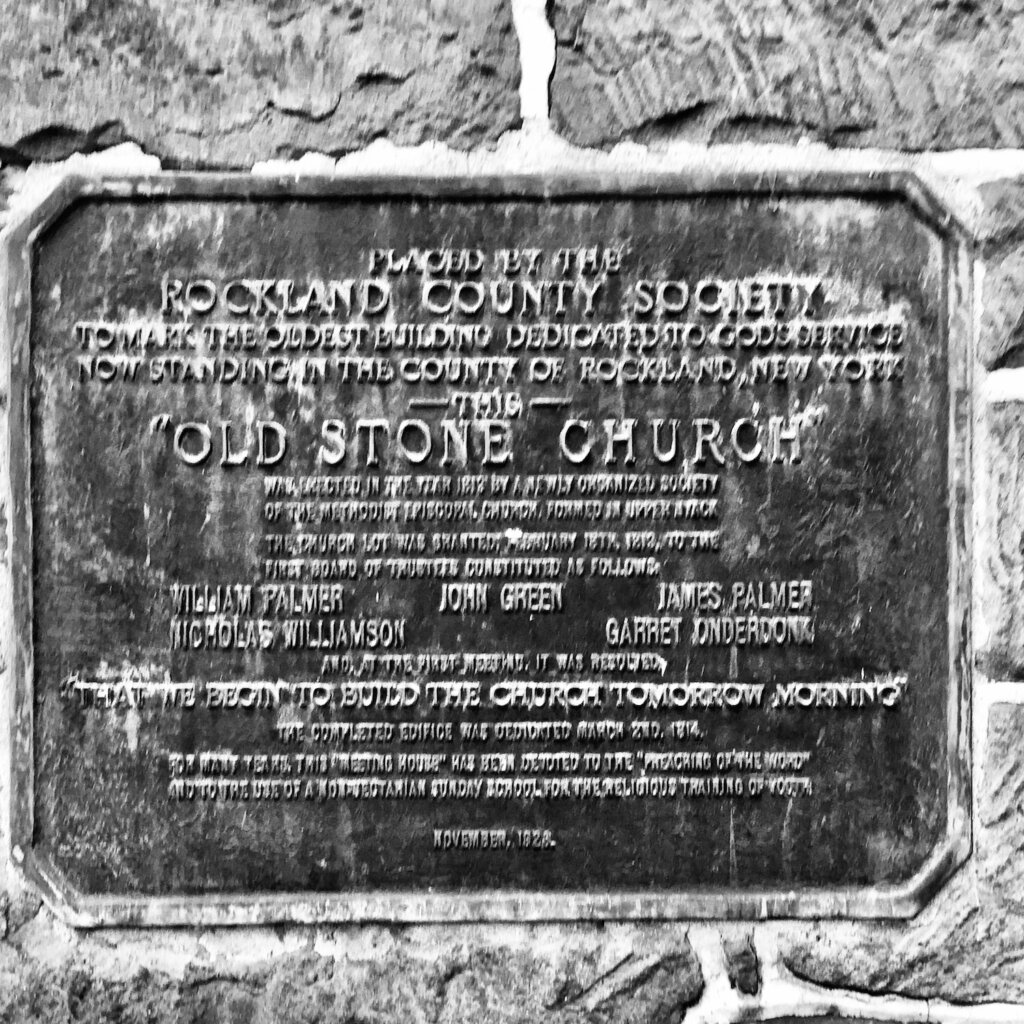 PLACED BY THE
ROCKLAND COUNTY SOCIETY
TO MARK THE OLDEST BUILDING DEDICATED TO GODS SERVICE
NOW STANDING IN THE COUNTY OF ROCKLAND, NEW YORK
— THIS —
"OLD STONE CHURCH"
WAS ERECTED IN THE YEAR 1813 BY A NEWLY ORGANIZED SOCIETY
OF THE METHODIST EPISCOPAL CHURCH, FORMED IN UPPER NYACK
THE CHURCH LOT WAS GRANTED, FEBRUARY 18TH, 1813, TO THE
FIRST BOARD OF TRUSTEES CONSTITUTED AS FOLLOWS:
WILLIAM PALMER JOHN GREEN JAMES PALMER
NICHOLAS WILLIAMSON GARRET ONDERDONK
AND, AT THE FIRST MEETING, IT WAS RESOLVED,
"THAT WE BEGIN TO BUILD THE CHURCH TOMORROW MORNING"
THE COMPLETED EDIFICE WAS DEDICATED MARCH 2ND, 1814.
FOR MANY YEARS, THIS "MEETING HOUSE" HAS BEEN DEVOTED TO THE "PREACHING OF THE WORD"
AND TO THE USE OF A NON-SECTARIAN SUNDAY SCHOOL FOR THE RELIGIOUS TRAINING OF YOUTH
NOVEMBER, 1928.